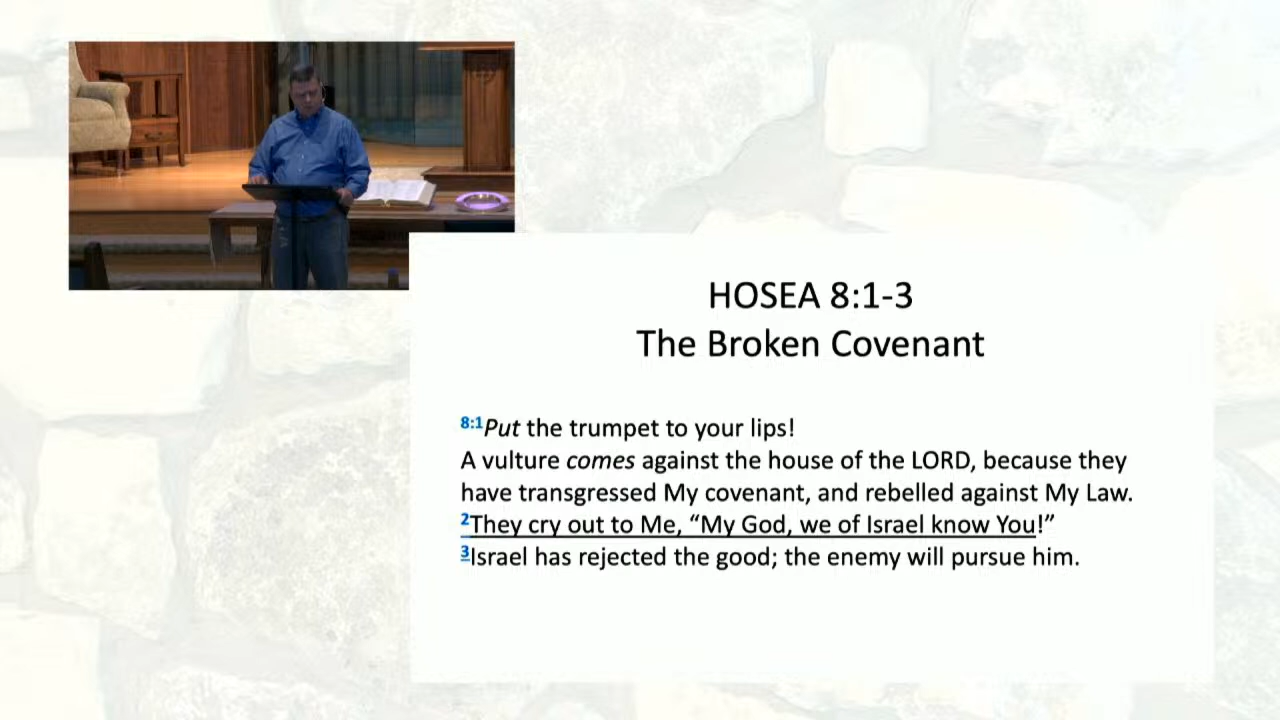 HOSEA 8:1-3
The Broken Covenant
8:1Put the trumpet to your lips!
A vulture comes against the house of the LORD, because they
have transgressed My covenant, and rebelled against My Law.
2They cry out to Me, “My God, we of Israel know You!”
3Israel has rejected the good; the enemy will pursue him.